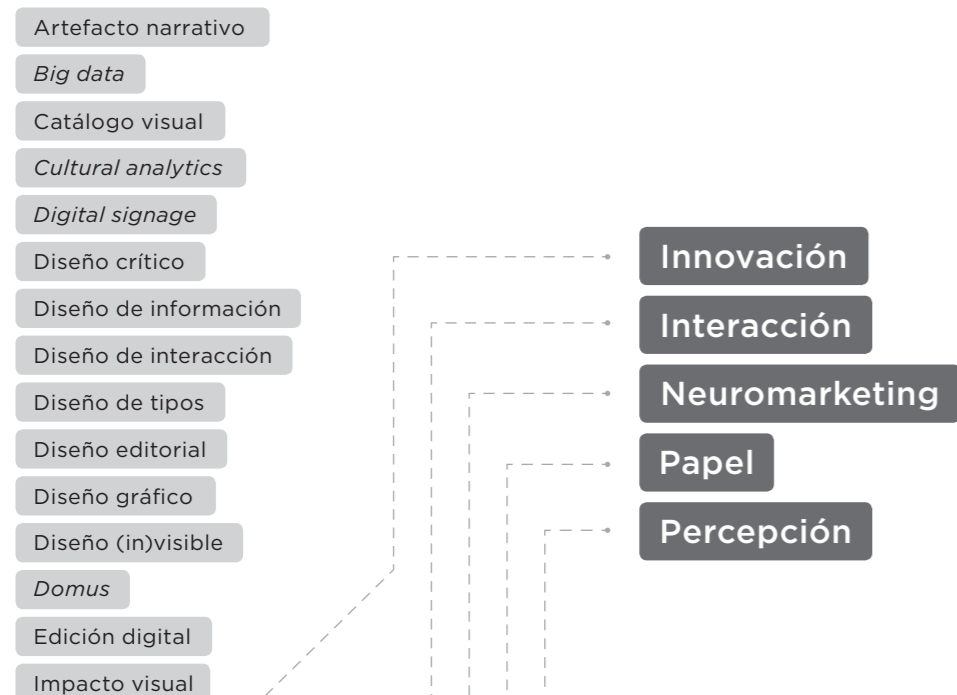 Artefacto narrativo
Big data
Catálogo visual
Cultural analytics
Digital signage
Diseño crítico
Diseño de información
Diseño de interacción
Diseño de tipos
Diseño editorial
Diseño gráfico
Diseño (in)visible
Domus
Edición digital
Impacto visual
Innovación
Interacción
Neuromarketing
Papel
Percepción